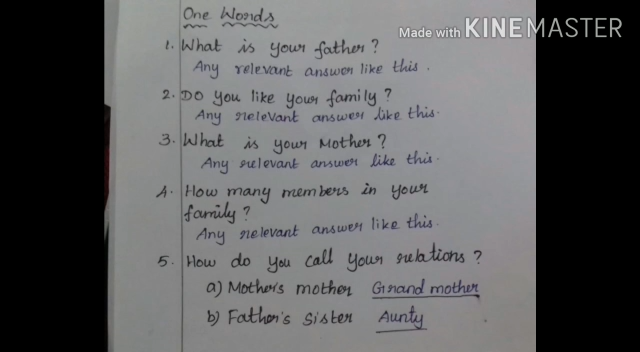 One Words
Made with KINEMASTER
1. What is your father?
Any relevant answer like this.
2. DO you like your family?
Any relevant answer like this.
3. What is your Mother?
Any relevant answer like this.
4. How many members in your
family?
Any relevant answer like this.
5. How do you call your relations?
a) Mother's mother Grand mother
b) Father's Sister Aunty